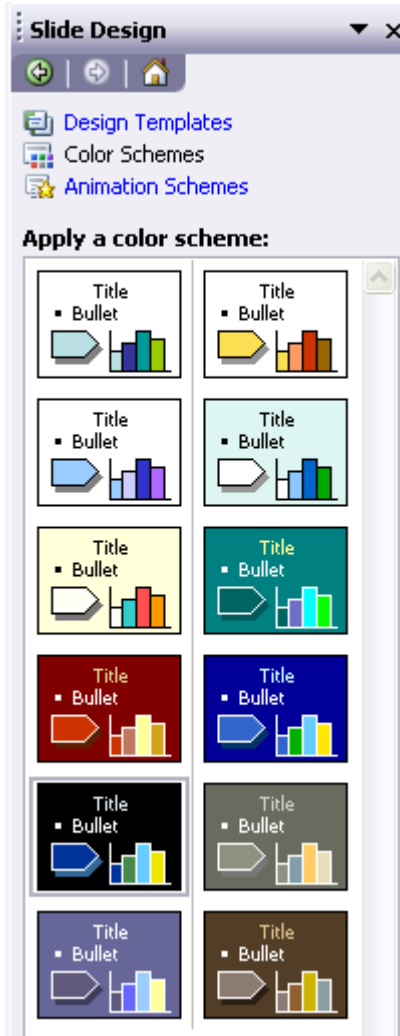 Slide Design
Design Templates
Color Schemes
Animation Schemes
Apply a color scheme:
Title
▪ Bullet
Title
▪ Bullet
Title
▪ Bullet
Title
▪ Bullet
Title
▪ Bullet
Title
▪ Bullet
Title
▪ Bullet
Title
▪ Bullet
Title
▪ Bullet
Title
▪ Bullet
Title
▪ Bullet
Title
▪ Bullet